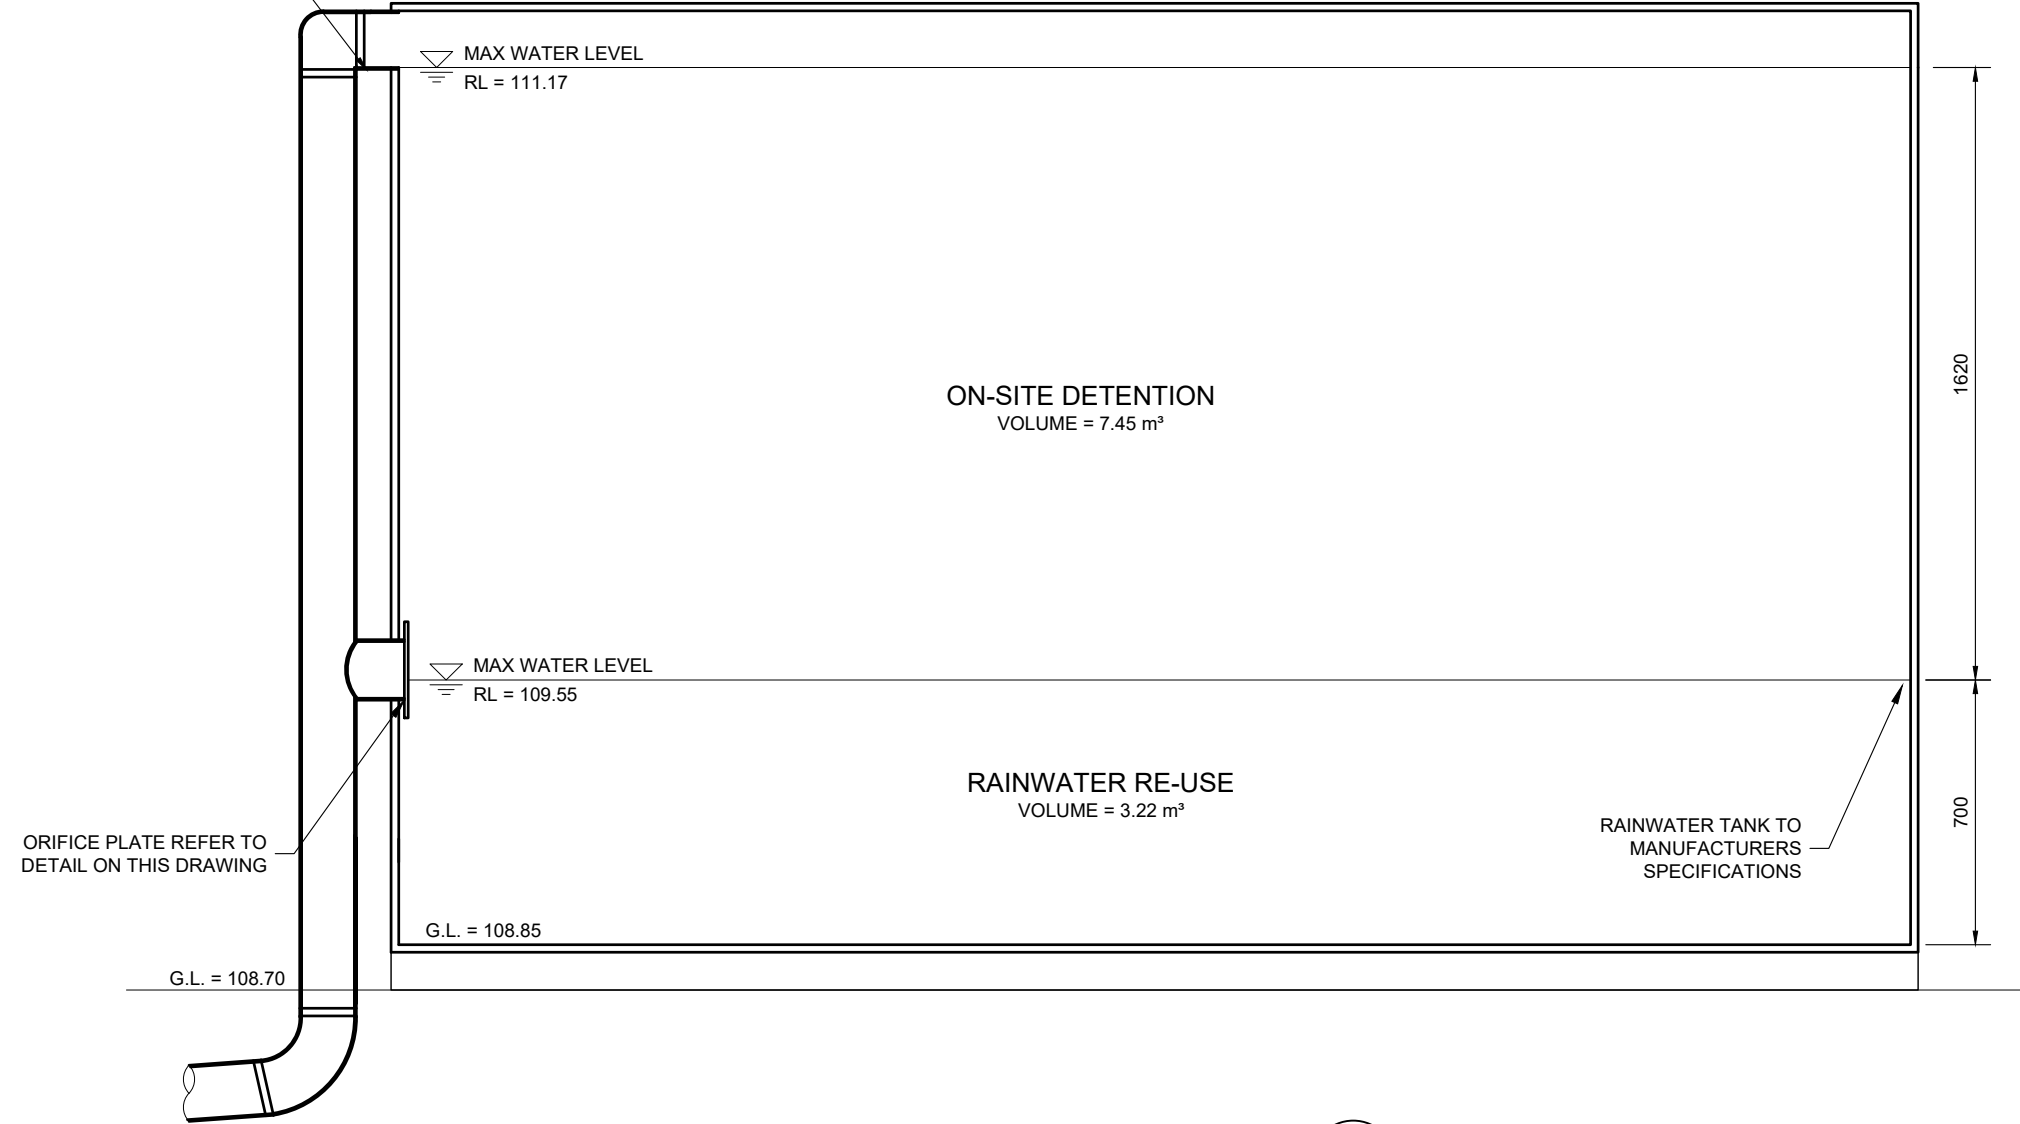 MAX WATER LEVEL
RL = 111.17
1620
ON-SITE DETENTION
VOLUME = 7.45 m³
MAX WATER LEVEL
RL = 109.55
RAINWATER RE-USE
VOLUME = 3.22 m³
700
ORIFICE PLATE REFER TO
DETAIL ON THIS DRAWING
RAINWATER TANK TO
MANUFACTURERS
SPECIFICATIONS
G.L. = 108.85
G.L. = 108.70